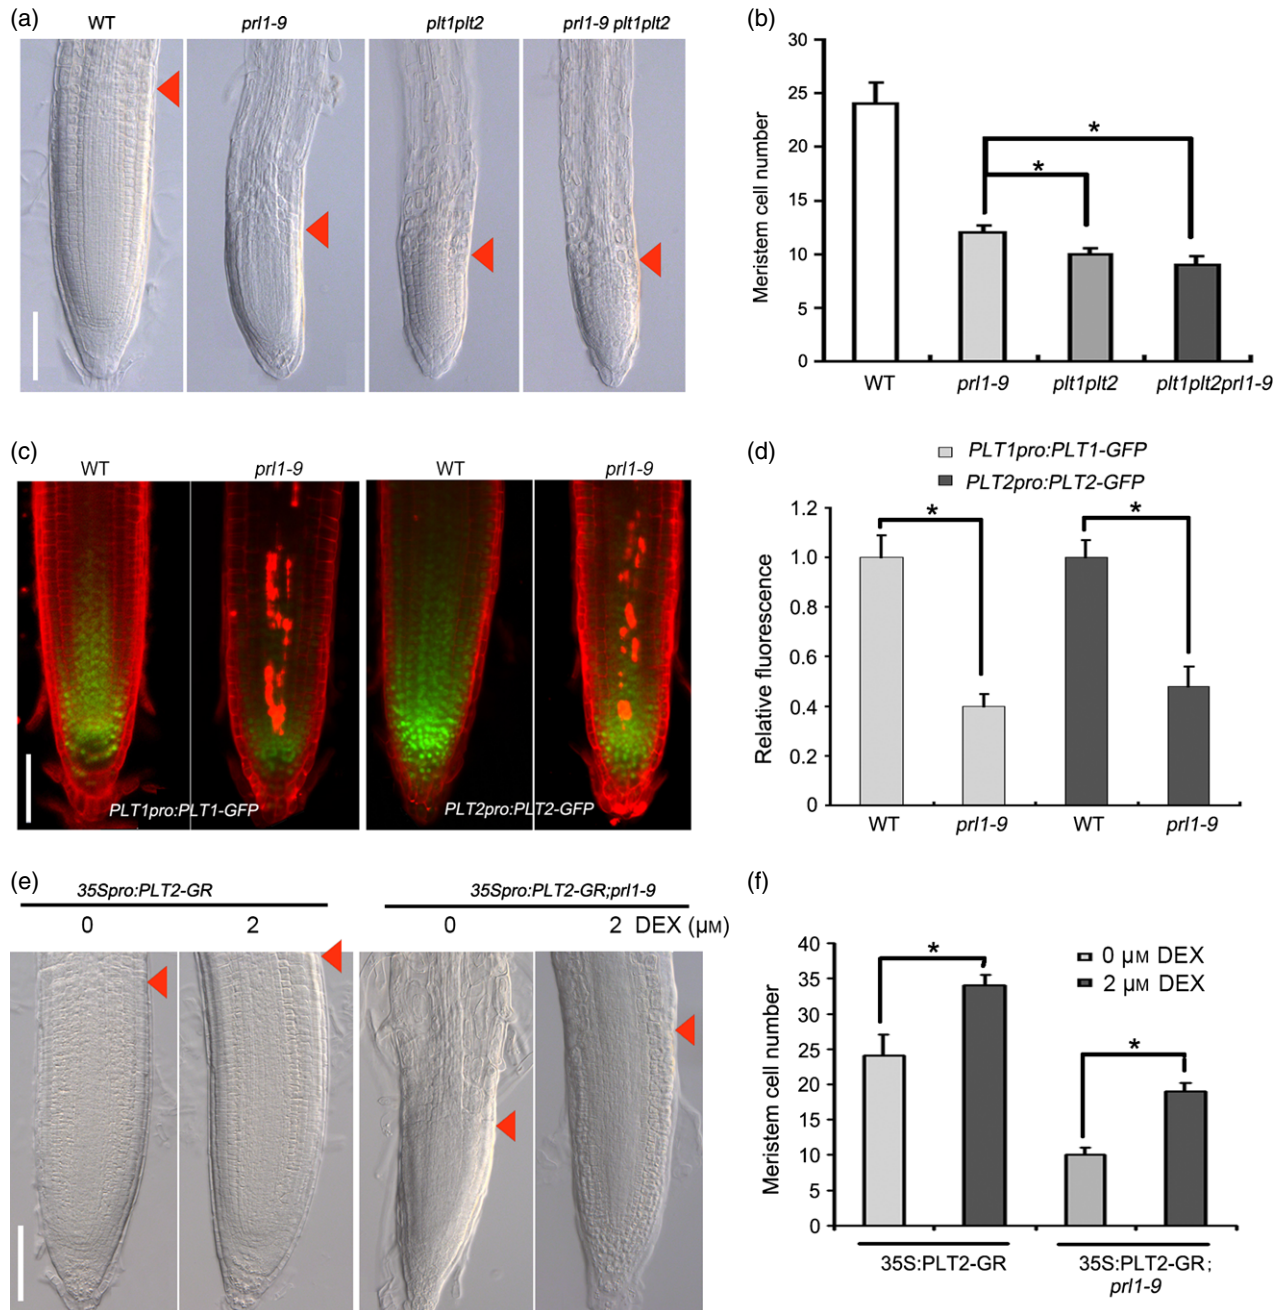 (a)
WT
prl1-9
plt1plt2
prl1-9 plt1plt2
(b)
30
25
20
15
10
5
0
Meristem cell number
*
*
WT
prl1-9
plt1plt2
plt1plt2prl1-9
(c)
WT
prl1-9
WT
prl1-9
PLT1pro:PLT1-GFP
PLT2pro:PLT2-GFP
(d)
PLT1pro:PLT1-GFP
PLT2pro:PLT2-GFP
1.2
1.0
0.8
0.6
0.4
0.2
0
Relative fluorescence
*
*
WT
prl1-9
WT
prl1-9
(e)
35Spro:PLT2-GR
35Spro:PLT2-GR;prl1-9
0
2
0
2 DEX (μM)
(f)
40
35
30
25
20
15
10
5
0
Meristem cell number
*
*
0 μM DEX
2 μM DEX
35S:PLT2-GR
35S:PLT2-GR;
prl1-9